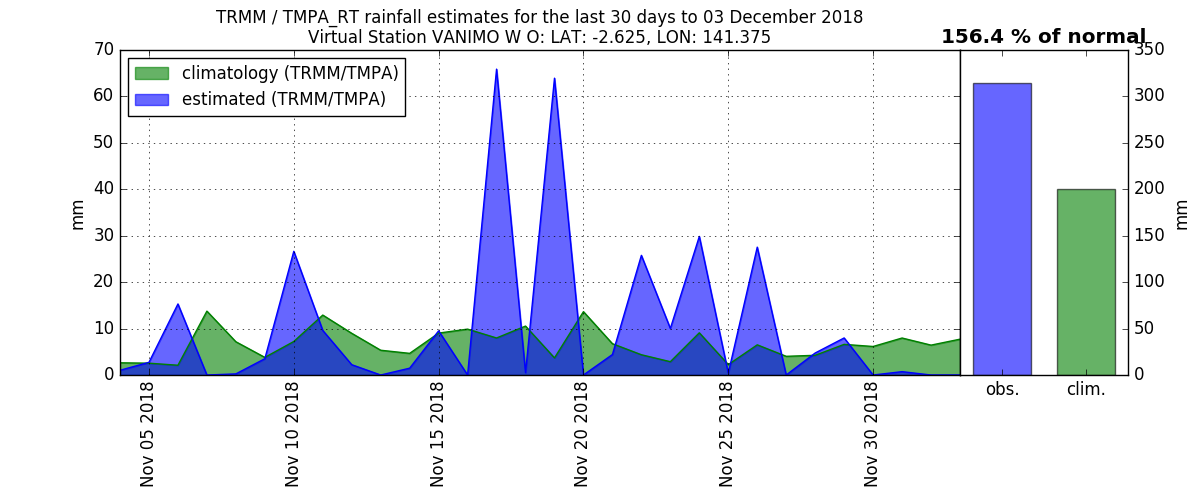 TRMM / TMPA_RT rainfall estimates for the last 30 days to 03 December 2018
Virtual Station VANIMO W O: LAT: -2.625, LON: 141.375
156.4 % of normal
climatology (TRMM/TMPA)
estimated (TRMM/TMPA)
70
60
50
40
30
20
10
0
mm
Nov 05 2018
Nov 10 2018
Nov 15 2018
Nov 20 2018
Nov 25 2018
Nov 30 2018
obs.
clim.
350
300
250
200
150
100
50
0
mm